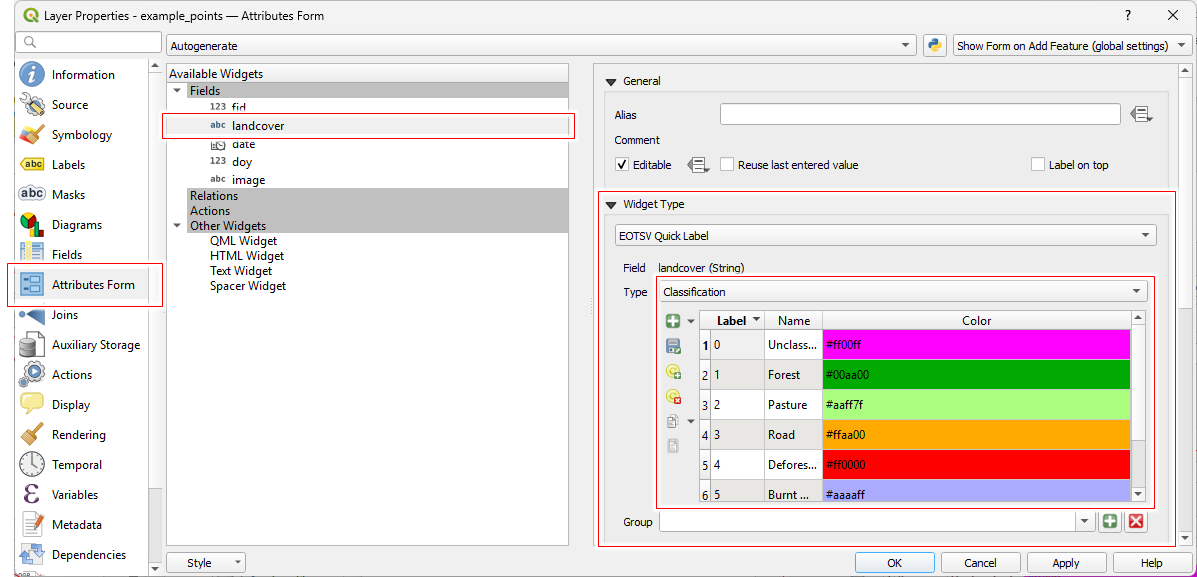 Layer Properties - example_points — Attributes Form
?
Autogenerate
Show Form on Add Feature (global settings)
Information
Source
Symbology
abc Labels
abc Masks
Diagrams
Fields
Attributes Form
Joins
Auxiliary Storage
Actions
Display
Rendering
Temporal
Variables
Metadata
Dependencies
Available Widgets
Fields
123 fid
abc landcover
date
123 doy
abc image
Relations
Actions
Other Widgets
QML Widget
HTML Widget
Text Widget
Spacer Widget
General
Alias
Comment
Editable
Reuse last entered value
Label on top
Widget Type
EOTSV Quick Label
Field landcover (String)
Type Classification
Label Name Color
1 0 Unclass... #ff00ff
2 1 Forest #00aa00
3 2 Pasture #aaff7f
4 3 Road #ffaa00
5 4 Defores... #ff0000
6 5 Burnt ... #aaaaff
Group
Style
OK
Cancel
Apply
Help